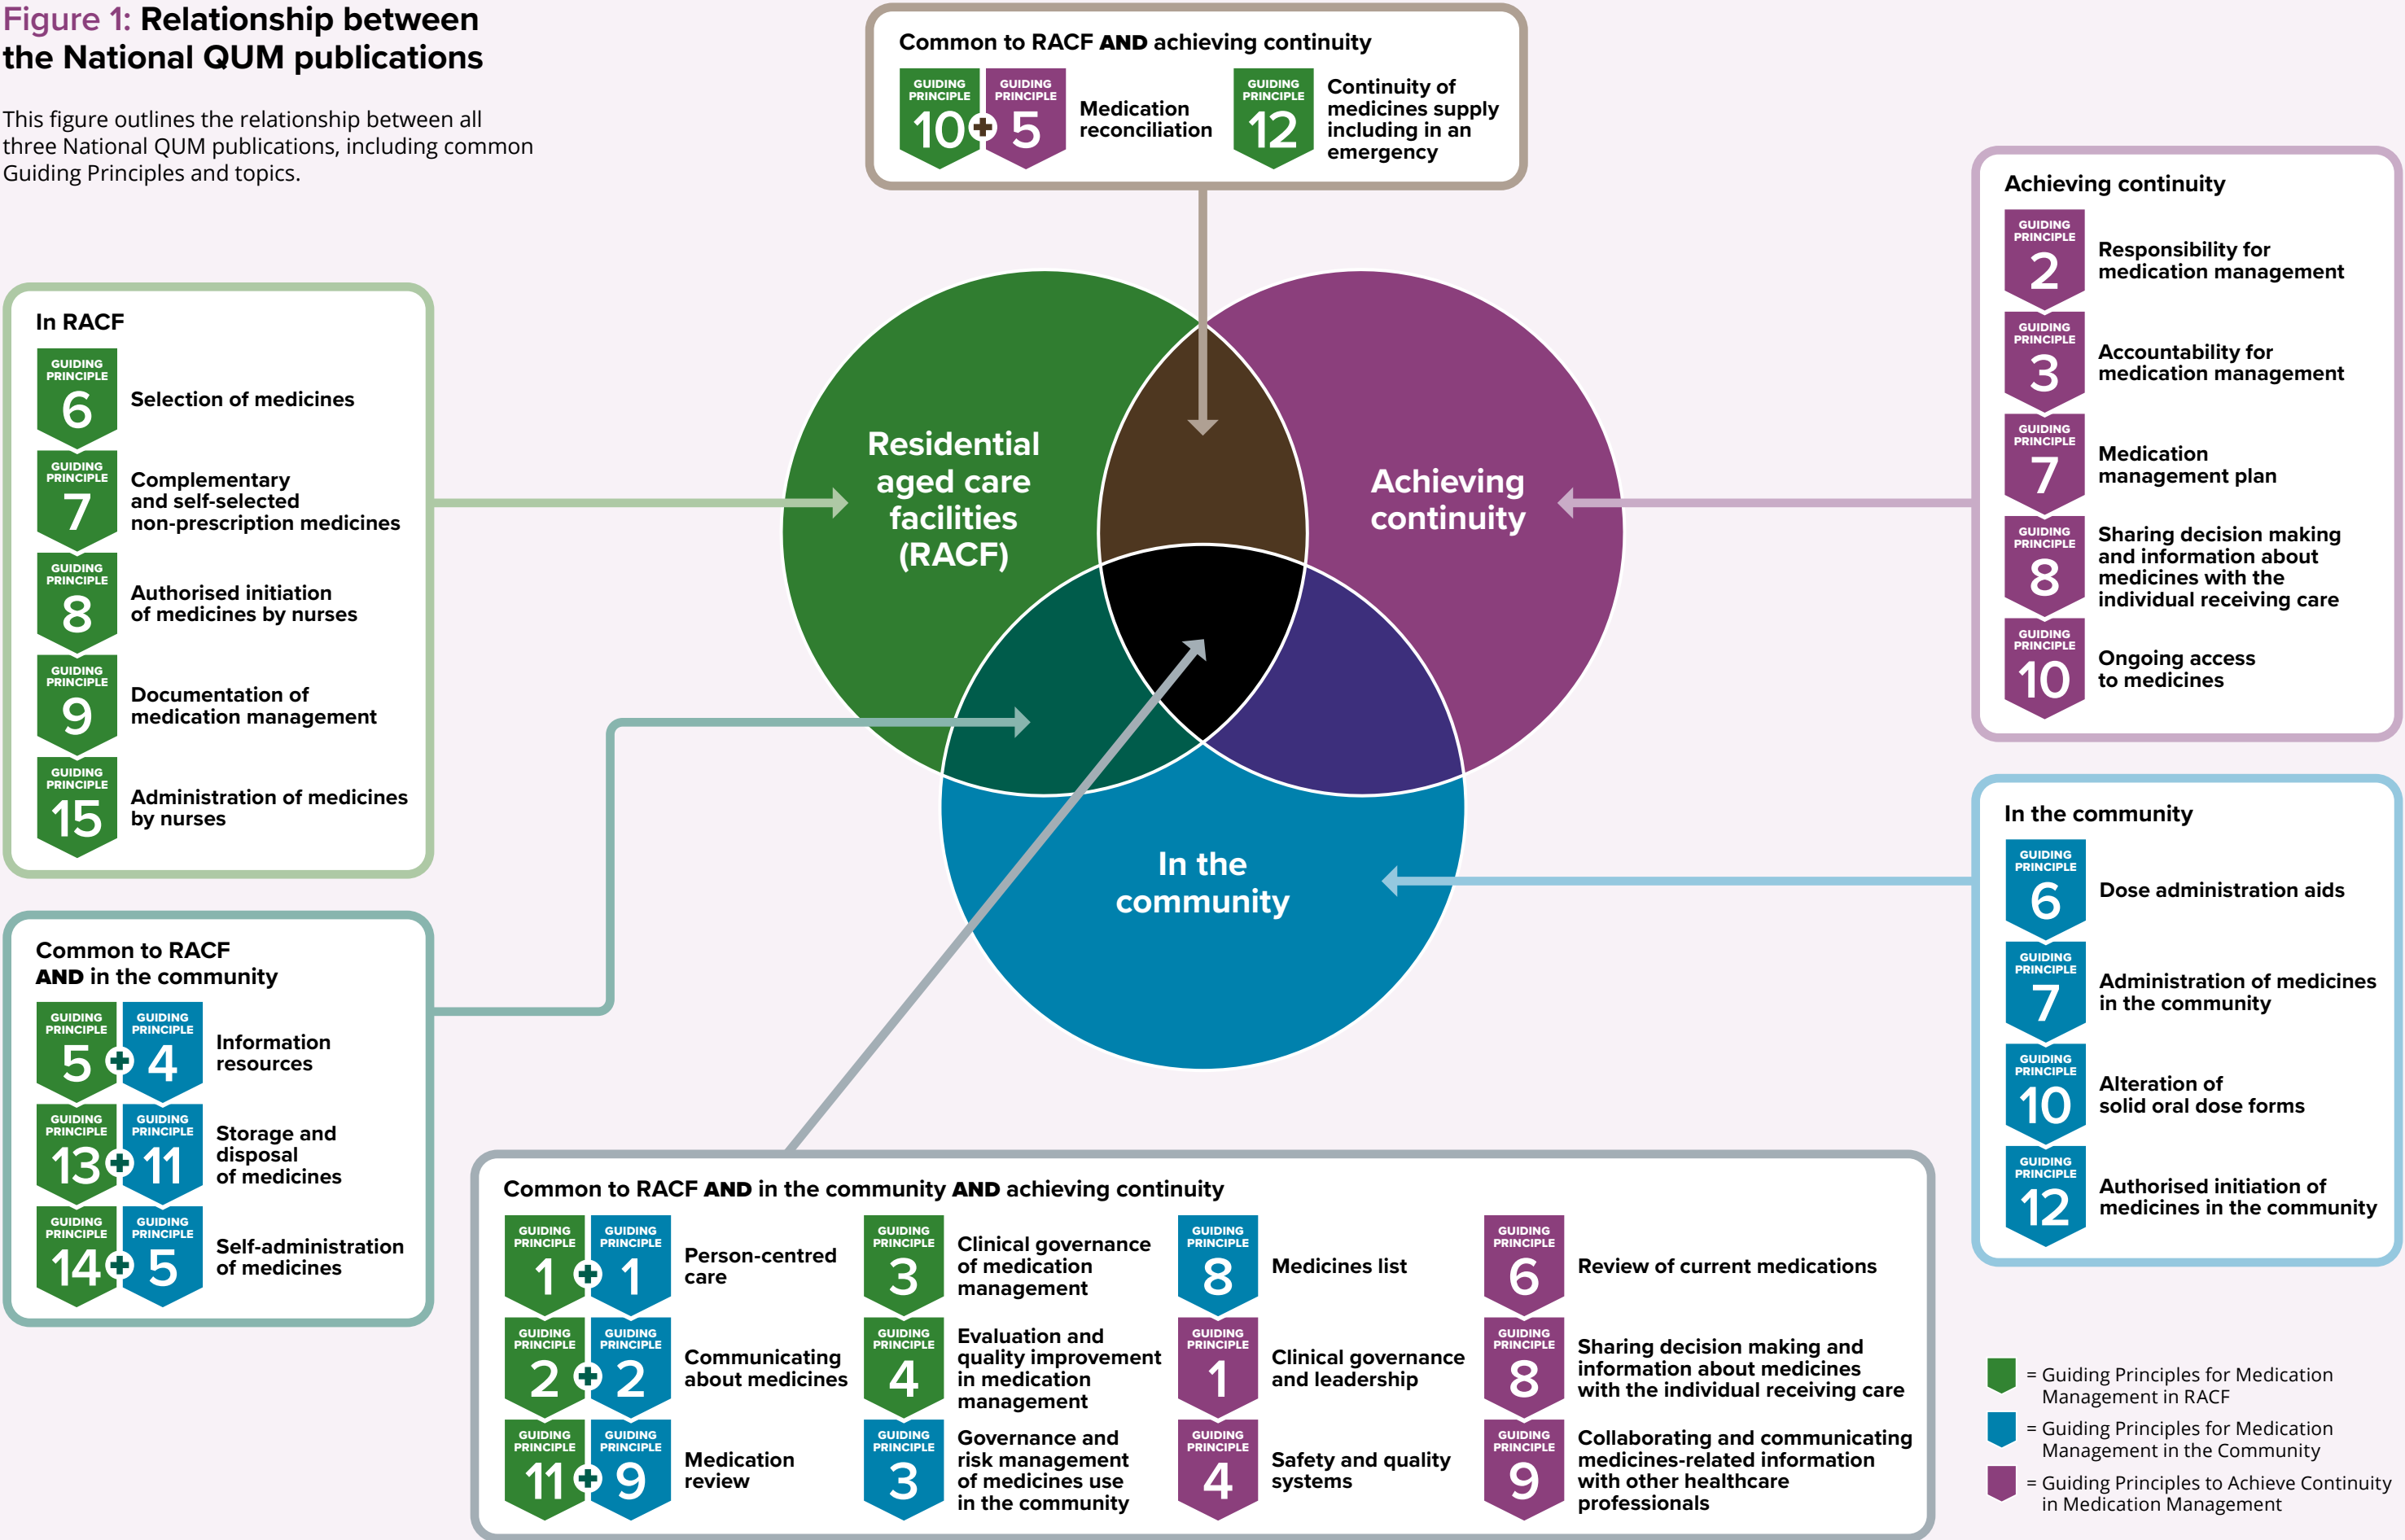 Figure 1: Relationship between
the National QUM publications
This figure outlines the relationship between all
three National QUM publications, including common
Guiding Principles and topics.
Common to RACF AND achieving continuity
GUIDING
PRINCIPLE
10
+
GUIDING
PRINCIPLE
5
Medication
reconciliation
GUIDING
PRINCIPLE
12
Continuity of
medicines supply
including in an
emergency
In RACF
GUIDING
PRINCIPLE
6
Selection of medicines
GUIDING
PRINCIPLE
7
Complementary
and self-selected
non-prescription medicines
GUIDING
PRINCIPLE
8
Authorised initiation
of medicines by nurses
GUIDING
PRINCIPLE
9
Documentation of
medication management
GUIDING
PRINCIPLE
15
Administration of medicines
by nurses
Common to RACF
AND in the community
GUIDING
PRINCIPLE
5
+
GUIDING
PRINCIPLE
4
Information
resources
GUIDING
PRINCIPLE
13
+
GUIDING
PRINCIPLE
11
Storage and
disposal
of medicines
GUIDING
PRINCIPLE
14
+
GUIDING
PRINCIPLE
5
Self-administration
of medicines
Residential
aged care
facilities
(RACF)
Achieving
continuity
In the
community
Achieving continuity
GUIDING
PRINCIPLE
2
Responsibility for
medication management
GUIDING
PRINCIPLE
3
Accountability for
medication management
GUIDING
PRINCIPLE
7
Medication
management plan
GUIDING
PRINCIPLE
8
Sharing decision making
and information about
medicines with the
individual receiving care
GUIDING
PRINCIPLE
10
Ongoing access
to medicines
In the community
GUIDING
PRINCIPLE
6
Dose administration aids
GUIDING
PRINCIPLE
7
Administration of medicines
in the community
GUIDING
PRINCIPLE
10
Alteration of
solid oral dose forms
GUIDING
PRINCIPLE
12
Authorised initiation of
medicines in the community
Common to RACF AND in the community AND achieving continuity
GUIDING
PRINCIPLE
1
+
GUIDING
PRINCIPLE
1
Person-centred
care
GUIDING
PRINCIPLE
2
+
GUIDING
PRINCIPLE
2
Communicating
about medicines
GUIDING
PRINCIPLE
11
+
GUIDING
PRINCIPLE
9
Medication
review
GUIDING
PRINCIPLE
3
Clinical governance
of medication
management
GUIDING
PRINCIPLE
4
Evaluation and
quality improvement
in medication
management
GUIDING
PRINCIPLE
3
Governance and
risk management
of medicines use
in the community
GUIDING
PRINCIPLE
8
Medicines list
GUIDING
PRINCIPLE
1
Clinical governance
and leadership
GUIDING
PRINCIPLE
4
Safety and quality
systems
GUIDING
PRINCIPLE
6
Review of current medications
GUIDING
PRINCIPLE
8
Sharing decision making and
information about medicines
with the individual receiving care
GUIDING
PRINCIPLE
9
Collaborating and communicating
medicines-related information
with other healthcare
professionals
= Guiding Principles for Medication
Management in RACF
= Guiding Principles for Medication
Management in the Community
= Guiding Principles to Achieve Continuity
in Medication Management